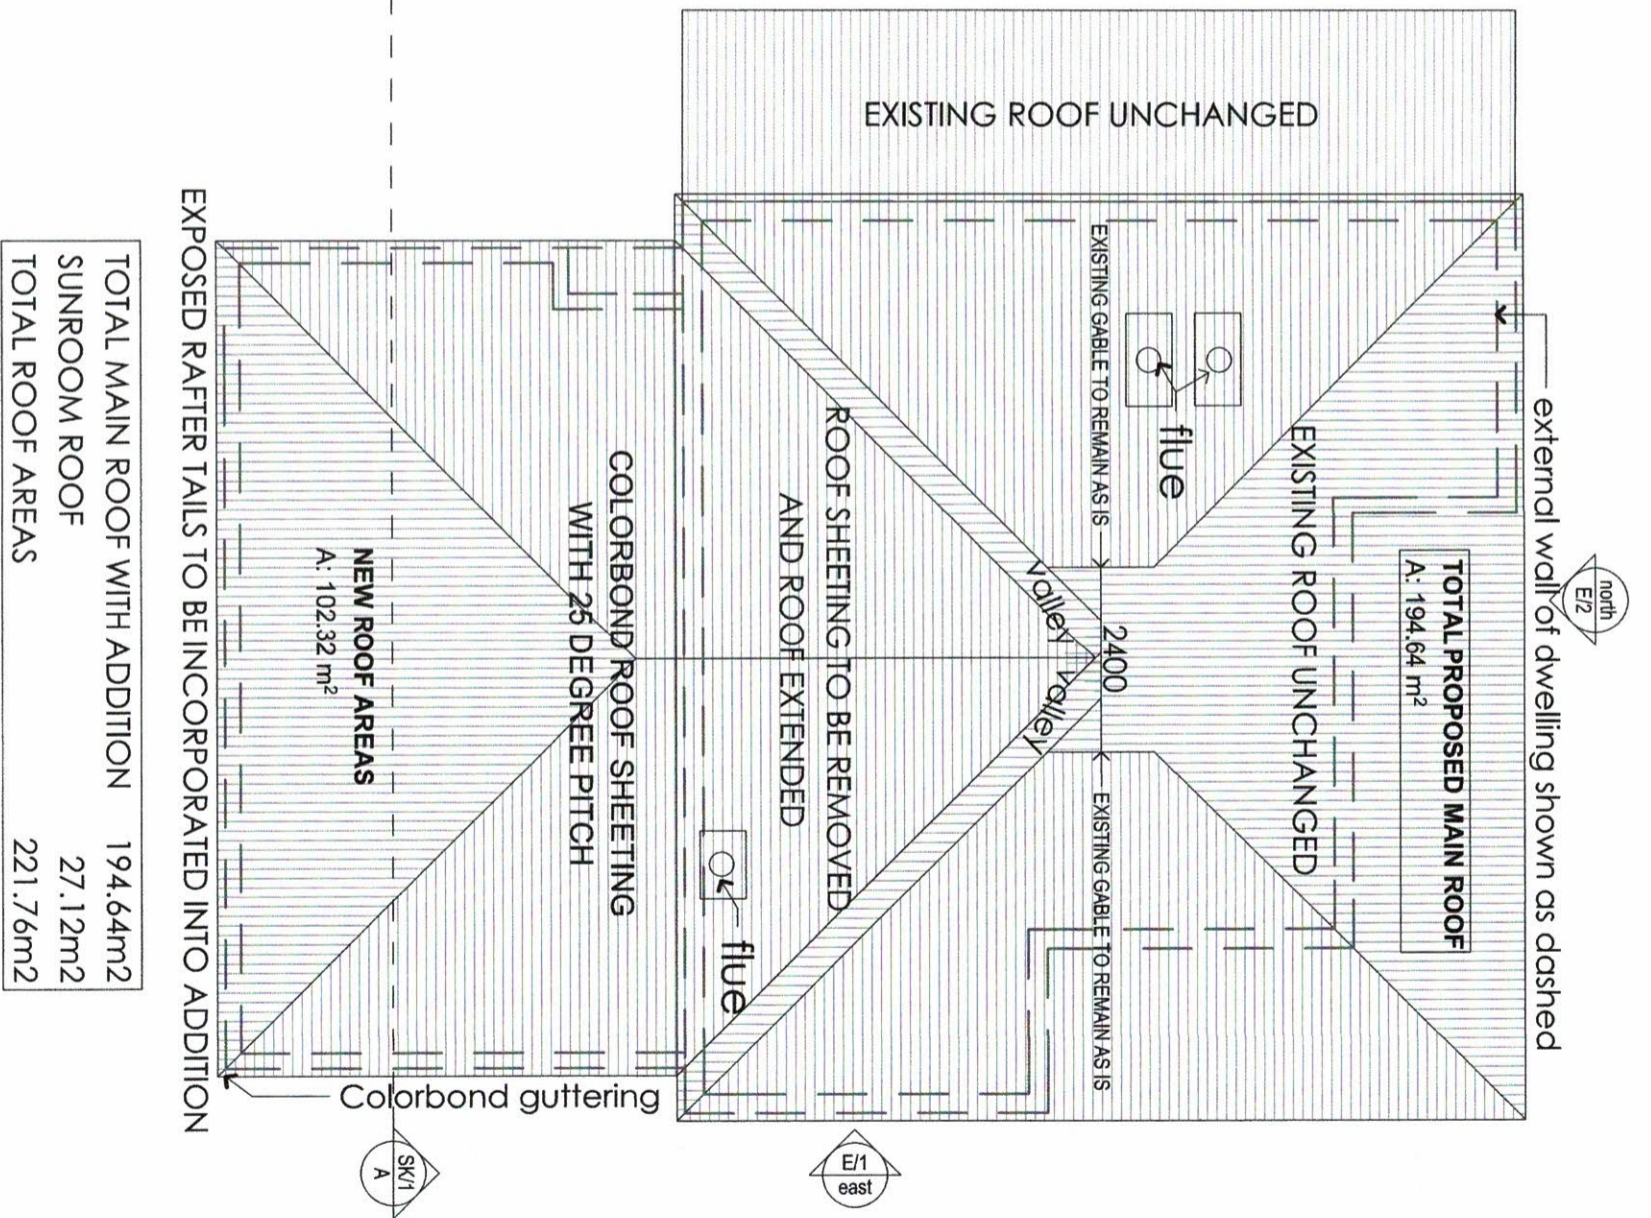 EXISTING ROOF UNCHANGED
external wall of dwelling shown as dashed
north
E/2
TOTAL PROPOSED MAIN ROOF
A: 194.64 m²
EXISTING ROOF UNCHANGED
flue
EXISTING GABLE TO REMAIN AS IS
2400
EXISTING GABLE TO REMAIN AS IS
valley
valley
ROOF SHEETING TO BE REMOVED
AND ROOF EXTENDED
flue
COLORBOND ROOF SHEETING
WITH 25 DEGREE PITCH
NEW ROOF AREAS
A: 102.32 m²
Colorbond guttering
E/1
east
SK/1
A
EXPOSED RAFTER TAILS TO BE INCORPORATED INTO ADDITION
TOTAL MAIN ROOF WITH ADDITION 194.64m2
SUNROOM ROOF 27.12m2
TOTAL ROOF AREAS 221.76m2